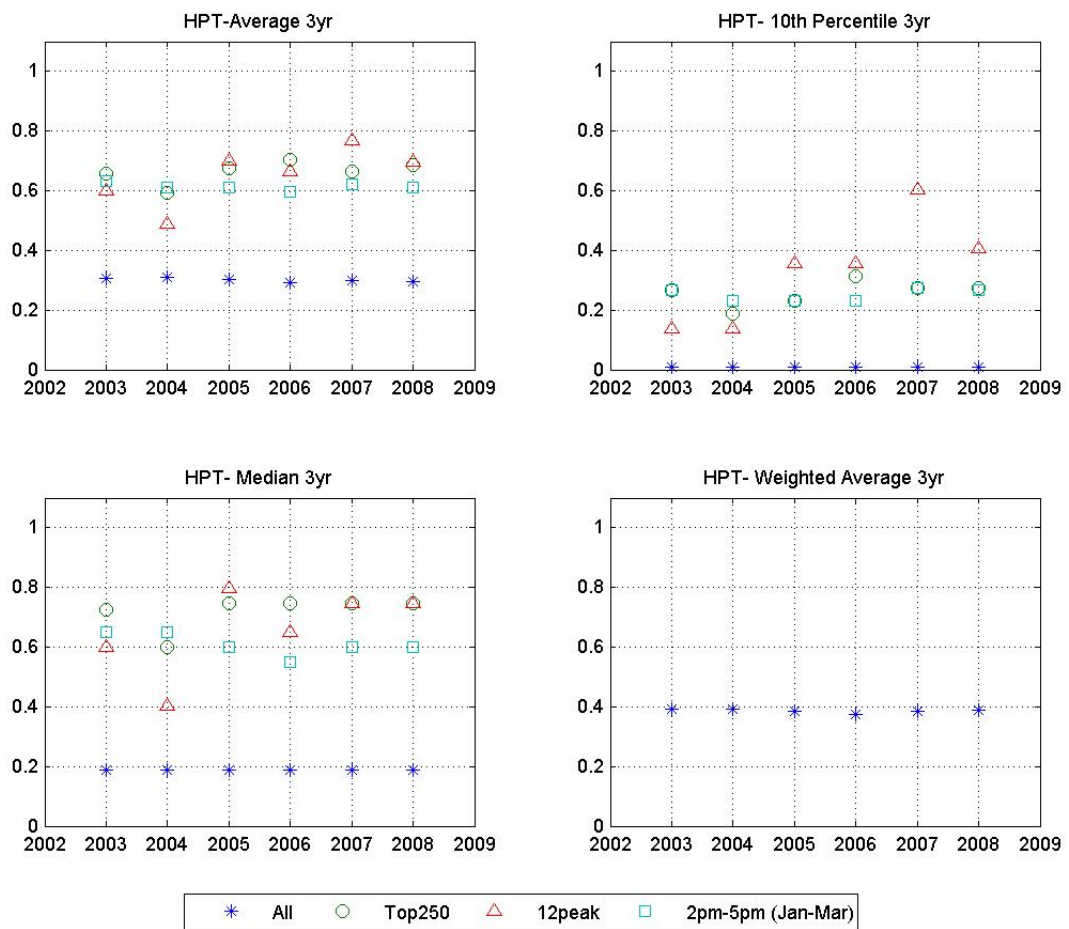 HPT-Average 3yr
1
0.8
0.6
0.4
0.2
0
2002 2003 2004 2005 2006 2007 2008 2009
HPT- 10th Percentile 3yr
1
0.8
0.6
0.4
0.2
0
2002 2003 2004 2005 2006 2007 2008 2009
HPT- Median 3yr
1
0.8
0.6
0.4
0.2
0
2002 2003 2004 2005 2006 2007 2008 2009
HPT- Weighted Average 3yr
1
0.8
0.6
0.4
0.2
0
2002 2003 2004 2005 2006 2007 2008 2009
All Top250 12peak 2pm-5pm (Jan-Mar)